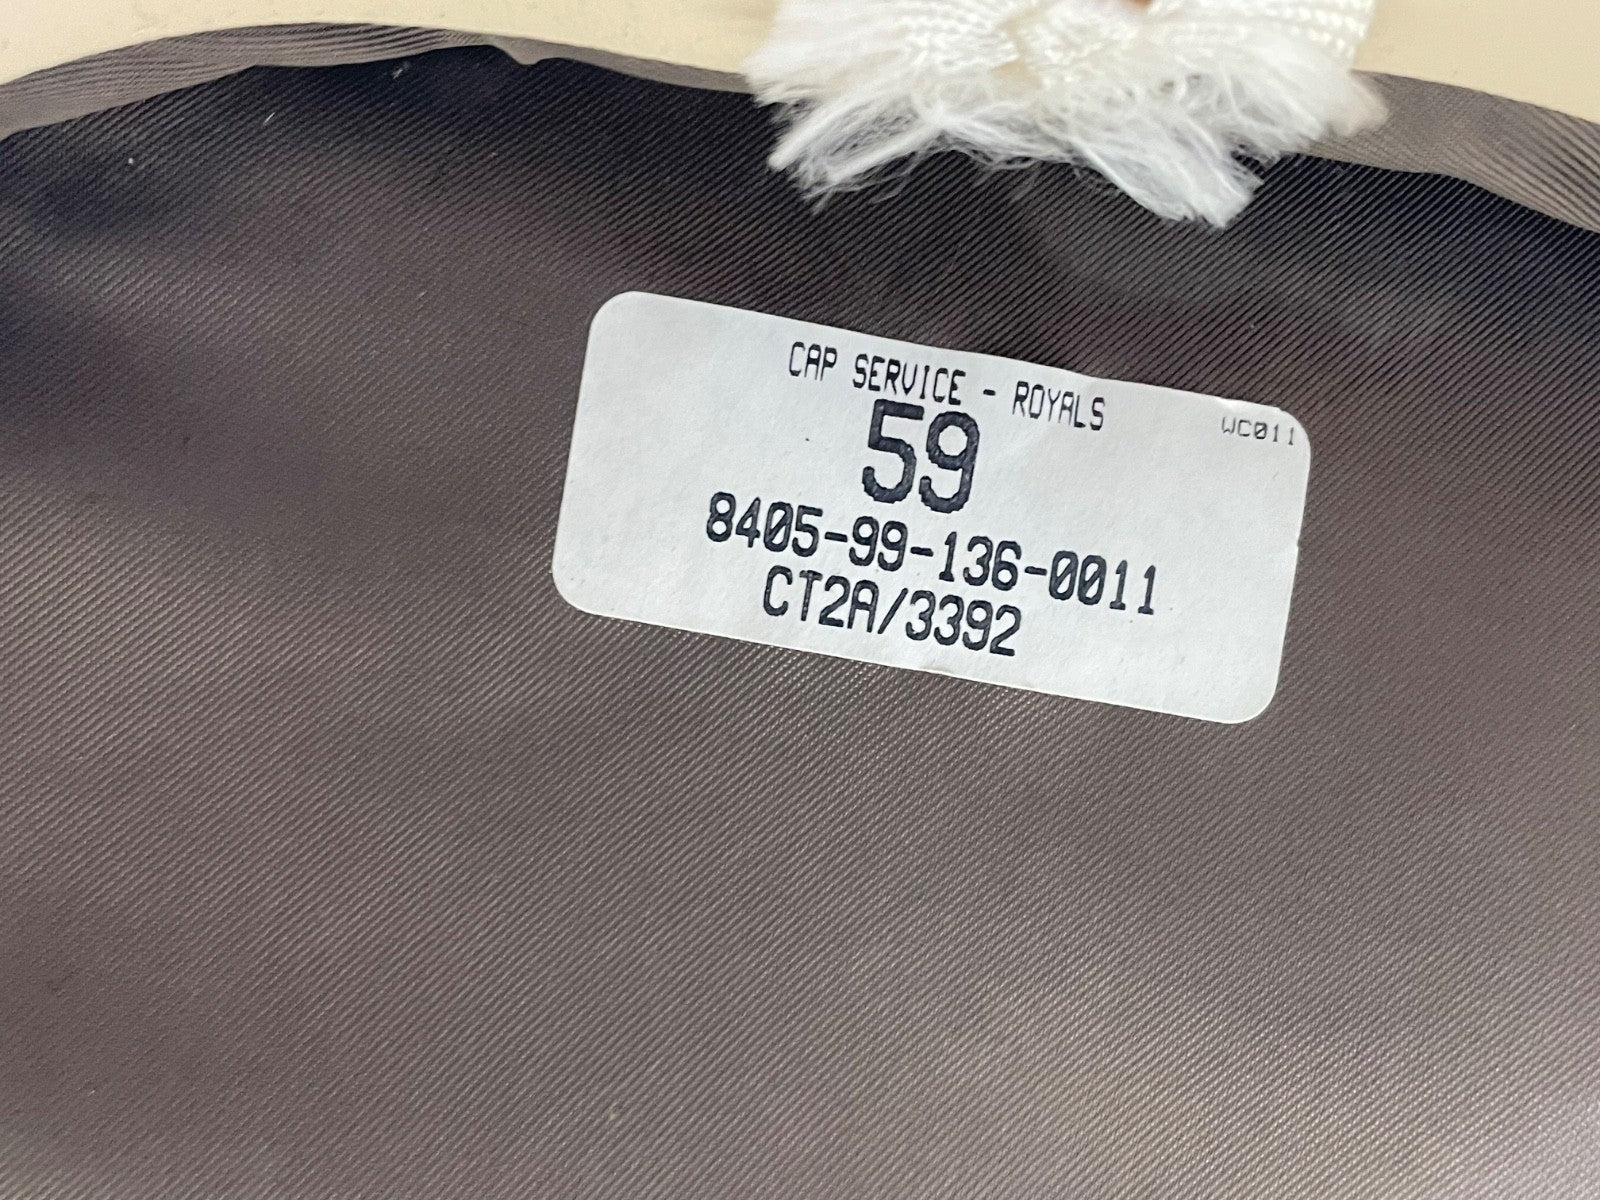 CAP SERVICE - ROYALS
WC011
59
8405-99-136-0011
CT2A/3392